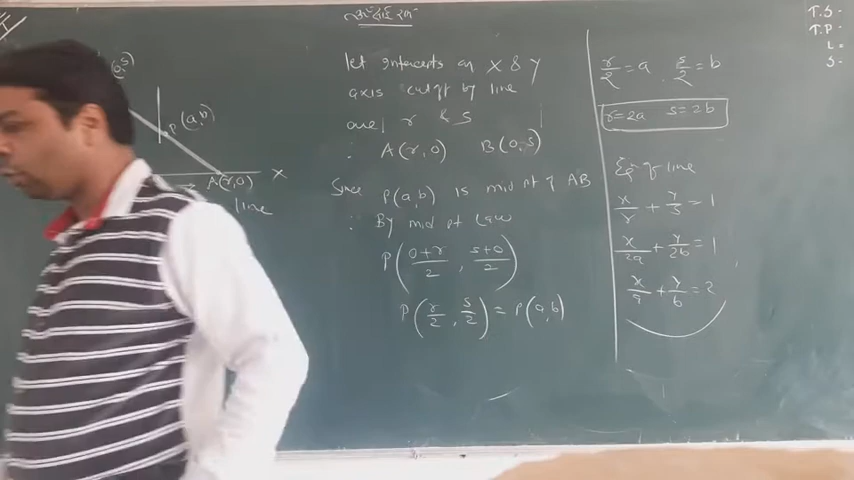 P(a,b)
A(r,0)
X
line
let intercepts on X & Y
axis cutoff by line
are r & s
∴ A(r,0) B(0,s)
Since P(a,b) is mid pt of AB
∴ By mid pt Law
P(0+r/2, s+0/2)
P(r/2, s/2) = P(a,b)
r/2 = a, s/2 = b
r=2a s=2b
Eqⁿ of line
x/r + y/s = 1
x/2a + y/2b = 1
x/a + y/b = 2
T.S-
T.P-
L=
S-